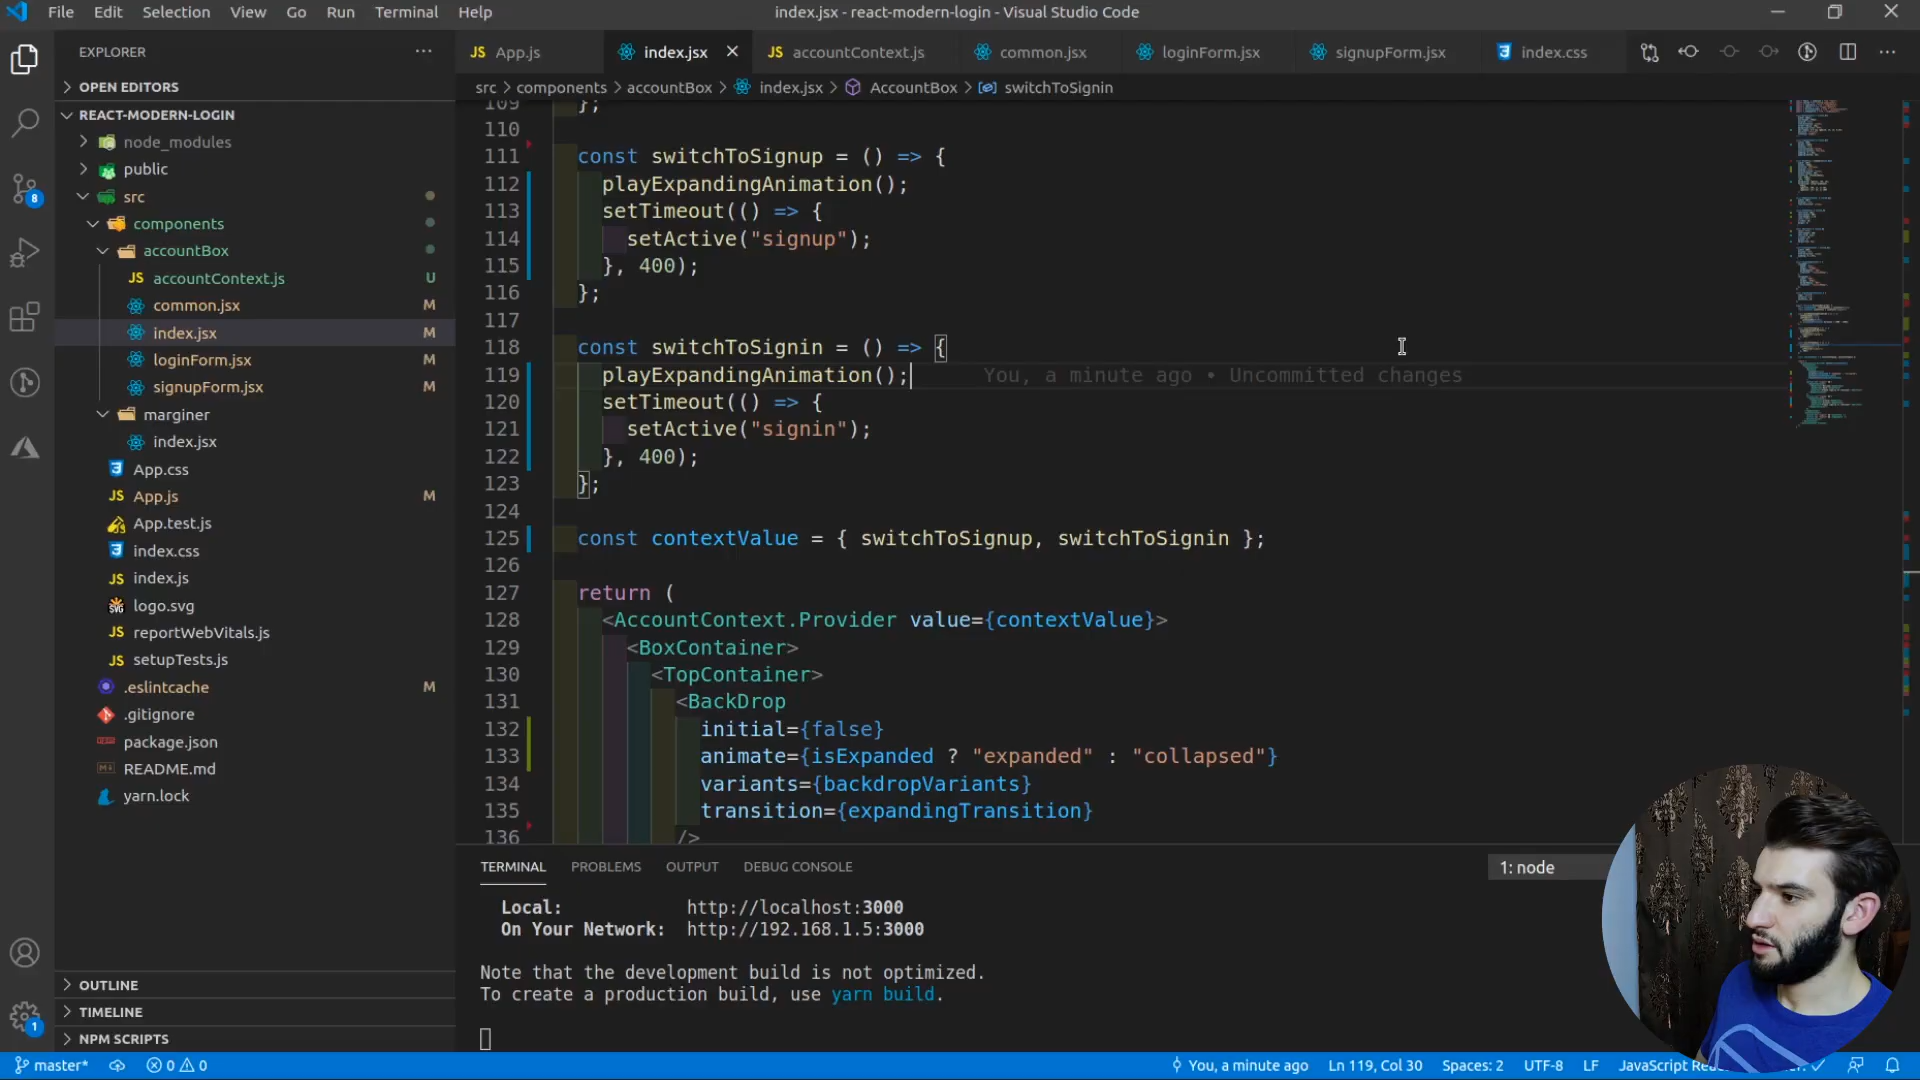 File Edit Selection View Go Run Terminal Help
index.jsx - react-modern-login - Visual Studio Code
EXPLORER
OPEN EDITORS
REACT-MODERN-LOGIN
node_modules
public
src
components
accountBox
accountContext.js U
common.jsx M
index.jsx M
loginForm.jsx M
signupForm.jsx M
marginer
index.jsx
App.css
App.js M
App.test.js
index.css
index.js
logo.svg
reportWebVitals.js
setupTests.js
.eslintcache M
.gitignore
package.json
README.md
yarn.lock
OUTLINE
TIMELINE
NPM SCRIPTS
8
1
App.js index.jsx accountContext.js common.jsx loginForm.jsx signupForm.jsx index.css
src > components > accountBox > index.jsx > AccountBox > switchToSignin
109 };
110
111 const switchToSignup = () => {
112 playExpandingAnimation();
113 setTimeout(() => {
114 setActive("signup");
115 }, 400);
116 };
117
118 const switchToSignin = () => {
119 playExpandingAnimation(); You, a minute ago • Uncommitted changes
120 setTimeout(() => {
121 setActive("signin");
122 }, 400);
123 };
124
125 const contextValue = { switchToSignup, switchToSignin };
126
127 return (
128 <AccountContext.Provider value={contextValue}>
129 <BoxContainer>
130 <TopContainer>
131 <BackDrop
132 initial={false}
133 animate={isExpanded ? "expanded" : "collapsed"}
134 variants={backdropVariants}
135 transition={expandingTransition}
136 />
TERMINAL PROBLEMS OUTPUT DEBUG CONSOLE 1: node
Local: http://localhost:3000
On Your Network: http://192.168.1.5:3000
Note that the development build is not optimized.
To create a production build, use yarn build.
master* 0 0 You, a minute ago Ln 119, Col 30 Spaces: 2 UTF-8 LF JavaScript